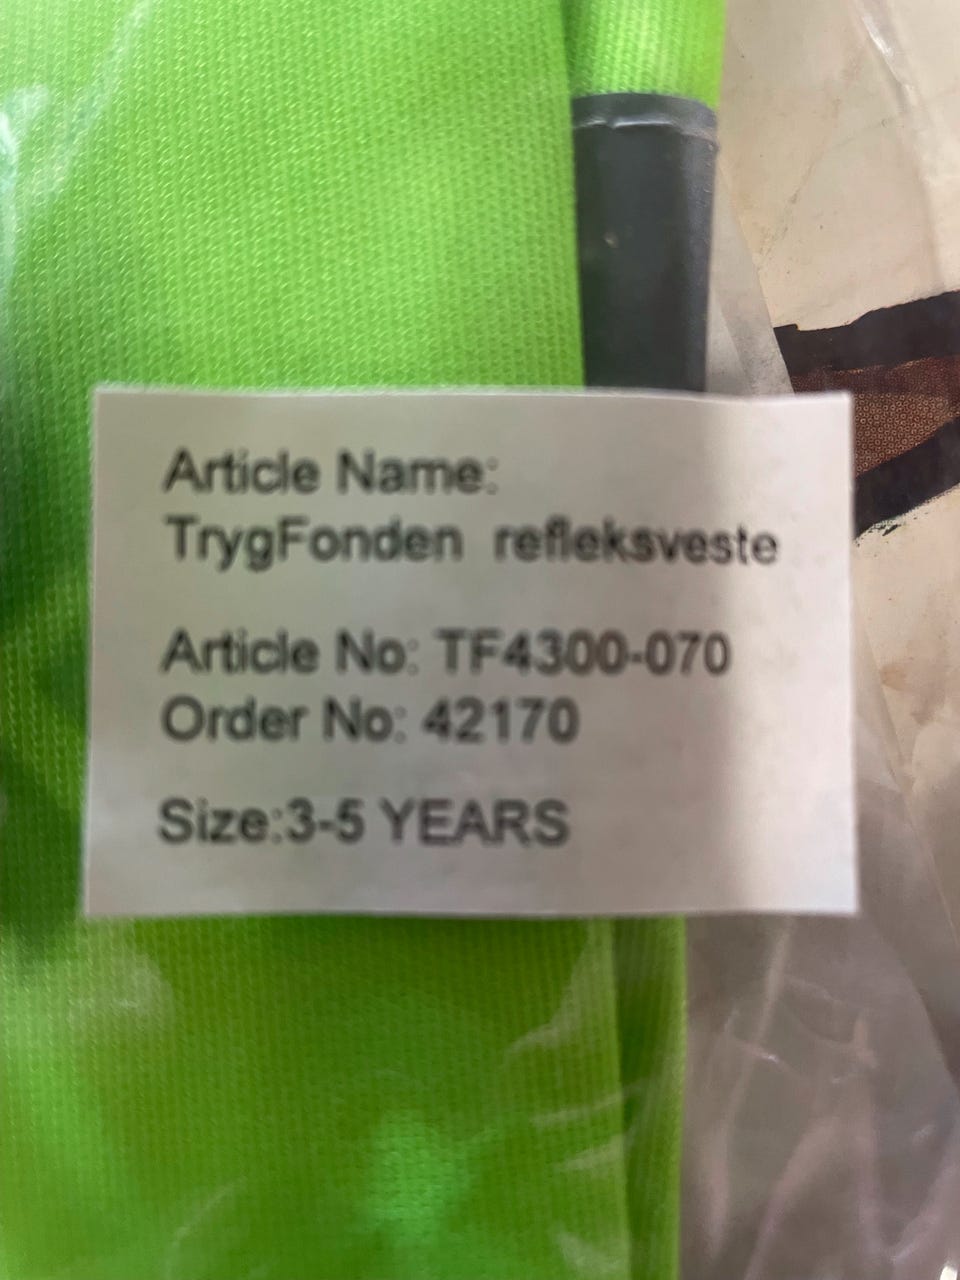 Article Name:
TrygFonden refleksveste
Article No: TF4300-070
Order No: 42170
Size:3-5 YEARS